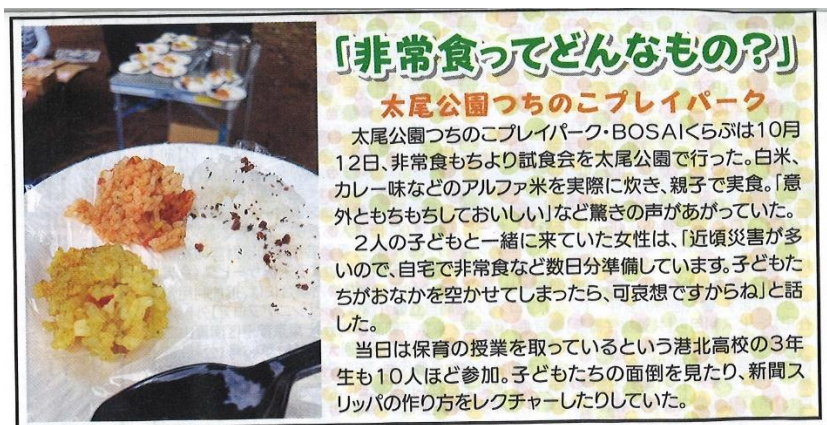 「非常食ってどんなもの?」
太尾公園つちのこプレイパーク
太尾公園つちのこプレイパーク・BOSAIくらぶは10月
12日、非常食もちより試食会を太尾公園で行った。白米、
カレー味などのアルファ米を実際に炊き、親子で実食。「意
外ともちもちしておいしい」など驚きの声があがっていた。
2人の子どもと一緒に来ていた女性は、「近頃災害が多
いので、自宅で非常食など数日分準備しています。子どもた
ちがおなかを空かせてしまったら、可哀想ですからね」と話
した。
当日は保育の授業を取っているという港北高校の3年
生も10人ほど参加。子どもたちの面倒を見たり、新聞ス
リッパの作り方をレクチャーしたりしていた。